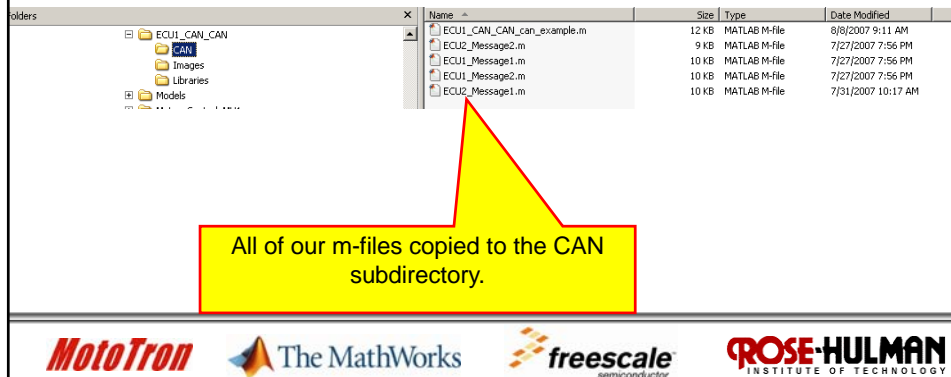 Folders
ECU1_CAN_CAN
CAN
Images
Libraries
Models
Name Size Type Date Modified
ECU1_CAN_CAN_can_example.m 12 KB MATLAB M-file 8/8/2007 9:11 AM
ECU2_Message2.m 9 KB MATLAB M-file 7/27/2007 7:56 PM
ECU1_Message1.m 10 KB MATLAB M-file 7/27/2007 7:56 PM
ECU1_Message2.m 10 KB MATLAB M-file 7/27/2007 7:56 PM
ECU2_Message1.m 10 KB MATLAB M-file 7/31/2007 10:17 AM
All of our m-files copied to the CAN
subdirectory.
MotoTron The MathWorks freescale ROSE-HULMAN
semiconductor INSTITUTE OF TECHNOLOGY